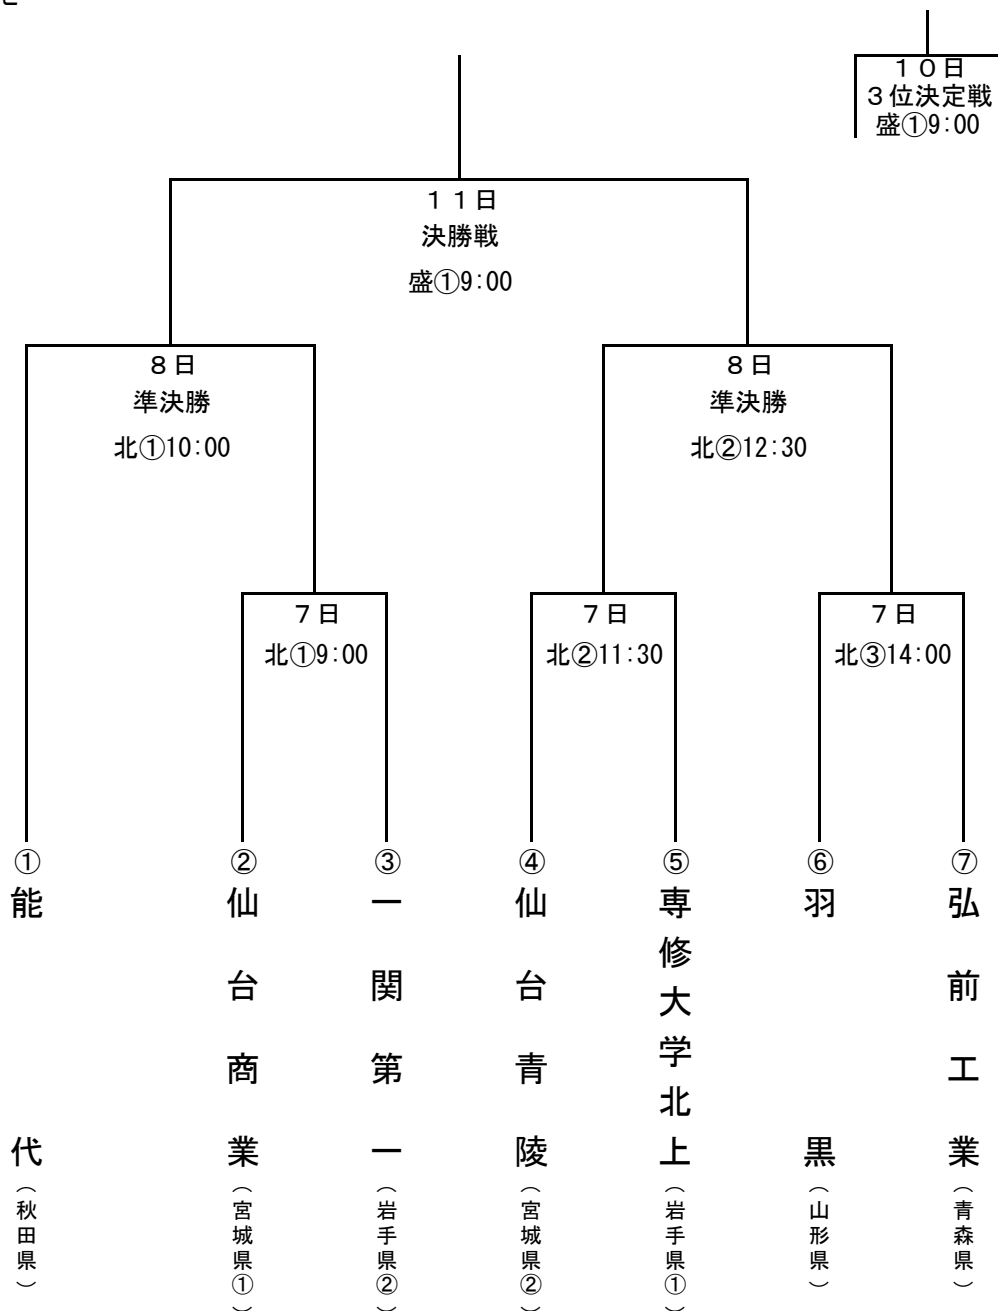 10日
3位決定戦
盛①9:00
11日
決勝戦
盛①9:00
8日
準決勝
北①10:00
8日
準決勝
北②12:30
7日
北①9:00
7日
北②11:30
7日
北③14:00
①
能代
（秋田県）
②
仙台商業
（宮城県①）
③
一関第一
（岩手県②）
④
仙台青陵
（宮城県②）
⑤
専修大学北上
（岩手県①）
⑥
羽黒
（山形県）
⑦
弘前工業
（青森県）